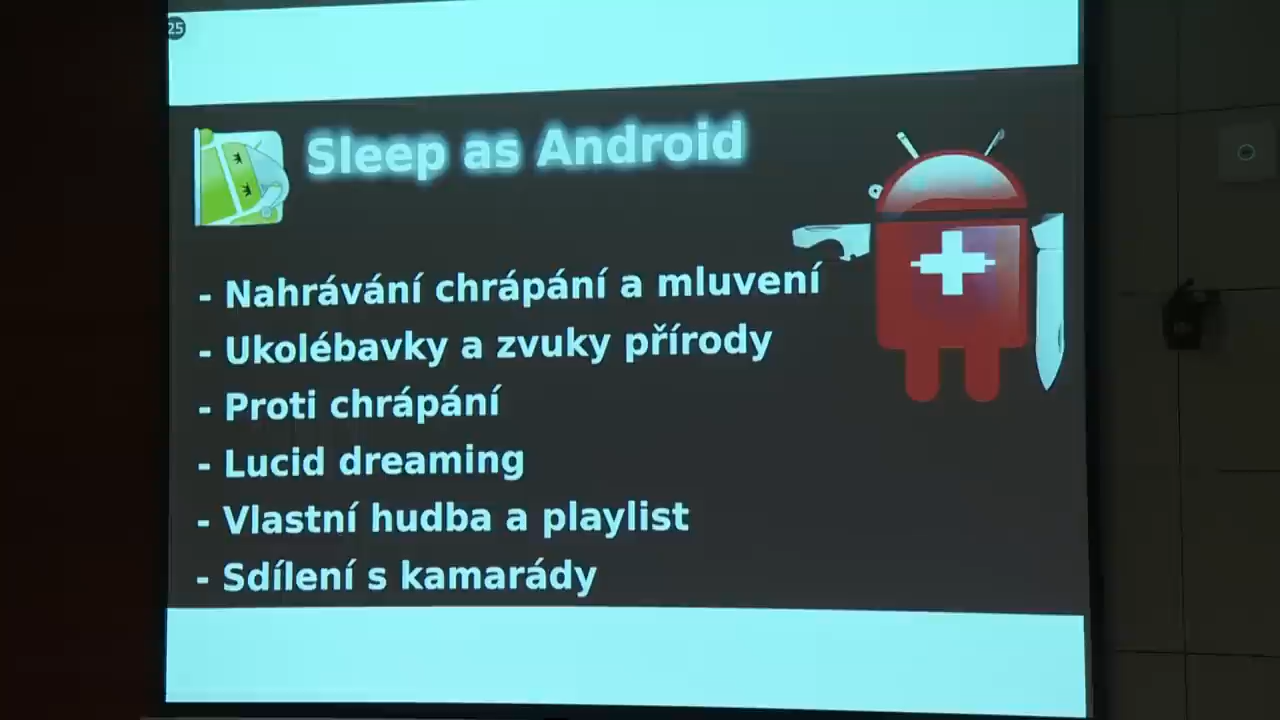 25
Sleep as Android
- Nahrávání chrápání a mluvení
- Ukolébavky a zvuky přírody
- Proti chrápání
- Lucid dreaming
- Vlastní hudba a playlist
- Sdílení s kamarády